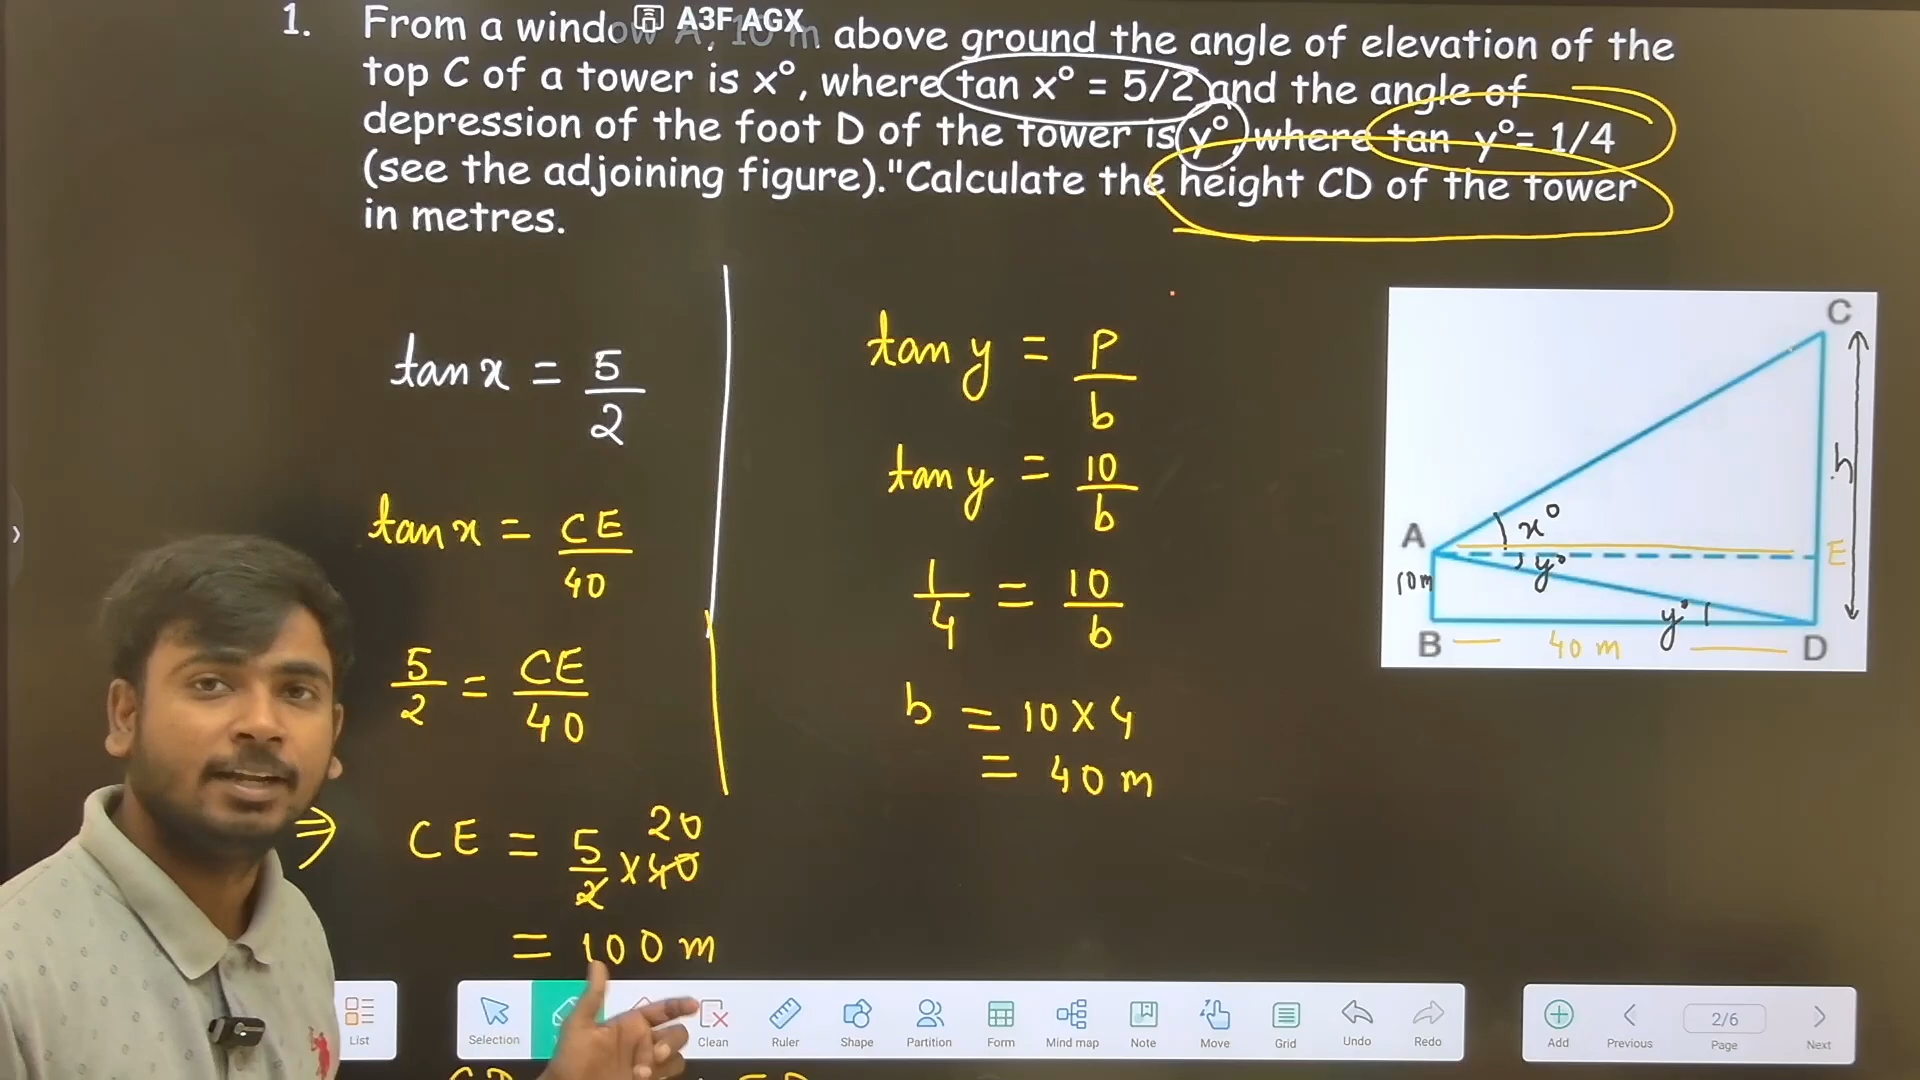 1. From a window A, 10 m above ground the angle of elevation of the
A3F AGX
top C of a tower is x°, where tan x° = 5/2 and the angle of
depression of the foot D of the tower is y°, where tan y° = 1/4
(see the adjoining figure)."Calculate the height CD of the tower
in metres.
tan x = 5/2
tan x = CE/40
5/2 = CE/40
⇒ CE = 5/2 × 40 20
= 100 m
tan y = P/b
tan y = 10/b
1/4 = 10/b
b = 10 × 4
= 40 m
C
h
A
x°
E
y°
10m
y°
B
40 m
D
List
Selection
Clean
Ruler
Shape
Partition
Form
Mind map
Note
Move
Grid
Undo
Redo
Add
Previous
2/6
Page
Next